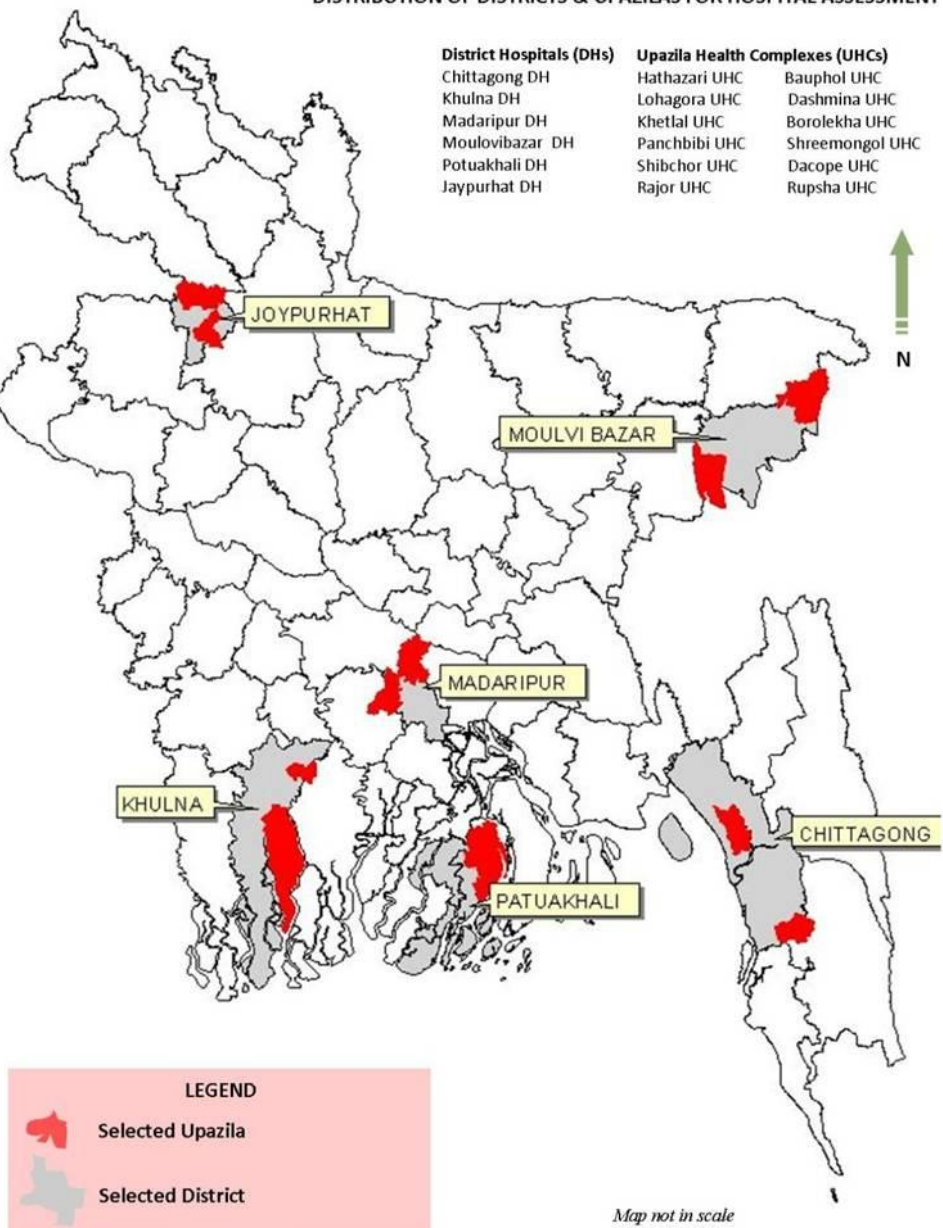 DISTRIBUTION OF DISTRICTS & UPAZILAS FOR HOSPITAL ASSESSMENT
District Hospitals (DHs)
Chittagong DH
Khulna DH
Madaripur DH
Moulovibazar DH
Potuakhali DH
Jaypurhat DH
Upazila Health Complexes (UHCs)
Hathazari UHC
Lohagora UHC
Khetlal UHC
Panchbibi UHC
Shibchor UHC
Rajor UHC
Bauphol UHC
Dashmina UHC
Borolekha UHC
Shreemongol UHC
Dacope UHC
Rupsha UHC
N
JOYPURHAT
MOULVI BAZAR
MADARIPUR
KHULNA
CHITTAGONG
PATUAKHALI
LEGEND
Selected Upazila
Selected District
Map not in scale